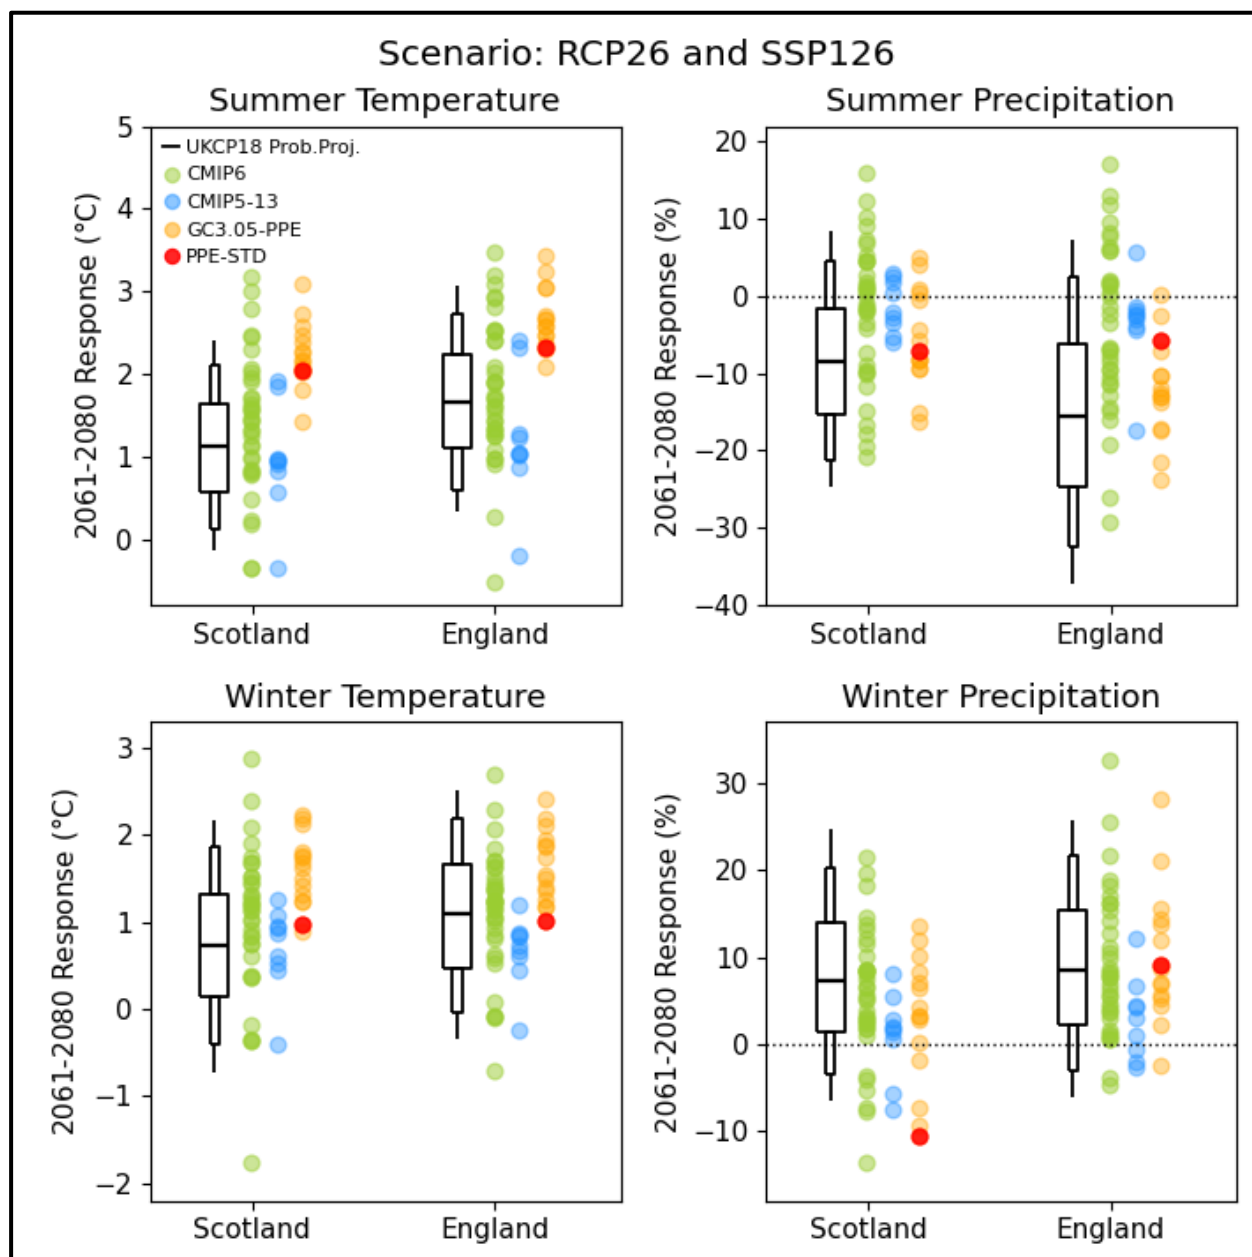 Scenario: RCP26 and SSP126
Summer Temperature
2061-2080 Response (°C)
5
4
3
2
1
0
UKCP18 Prob.Proj.
CMIP6
CMIP5-13
GC3.05-PPE
PPE-STD
Scotland
England
Summer Precipitation
2061-2080 Response (%)
20
10
0
−10
−20
−30
−40
Scotland
England
Winter Temperature
2061-2080 Response (°C)
3
2
1
0
−1
−2
Scotland
England
Winter Precipitation
2061-2080 Response (%)
30
20
10
0
−10
Scotland
England